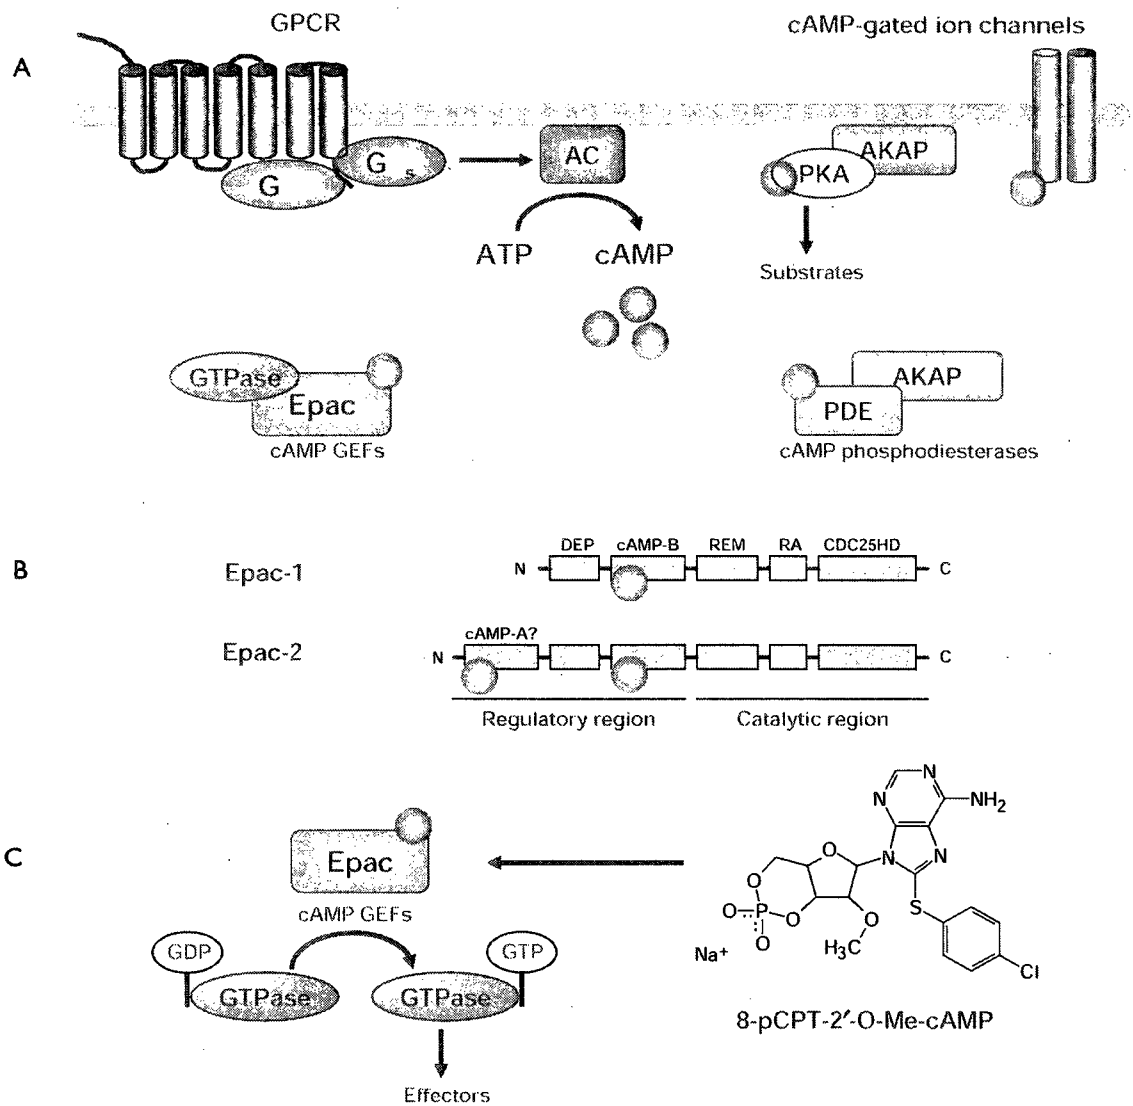 GPCR
cAMP-gated ion channels
A
G
G s
AC
AKAP
PKA
ATP
cAMP
Substrates
GTPase
Epac
cAMP GEFs
AKAP
PDE
cAMP phosphodiesterases
B
Epac-1
N
DEP
cAMP-B
REM
RA
CDC25HD
C
Epac-2
N
cAMP-A?
C
Regulatory region
Catalytic region
C
Epac
cAMP GEFs
GDP
GTPase
GTP
GTPase
Effectors
N
N
NH₂
N
N
O
O
O
P
O
O
O
S
H₃C
Na⁺
Cl
8-pCPT-2′-O-Me-cAMP